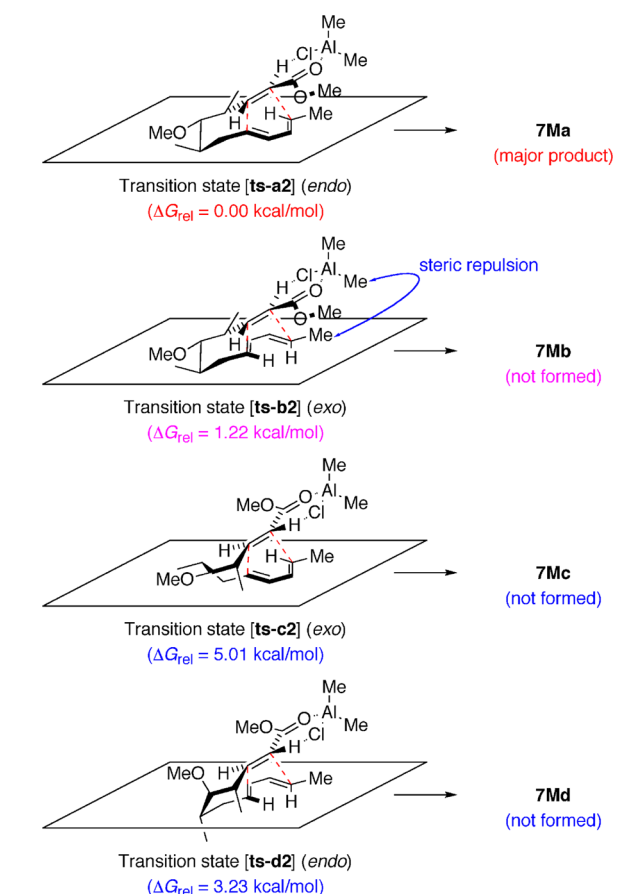 Me
Cl Al
H O Me
O Me
H Me
H
MeO
7Ma
(major product)
Transition state [ts-a2] (endo)
(ΔGrel = 0.00 kcal/mol)
Me
Cl Al steric repulsion
H O Me
O Me
H Me
MeO H H
7Mb
(not formed)
Transition state [ts-b2] (exo)
(ΔGrel = 1.22 kcal/mol)
Me
MeO O Al
Cl Me
H
H H Me
MeO
7Mc
(not formed)
Transition state [ts-c2] (exo)
(ΔGrel = 5.01 kcal/mol)
Me
MeO O Al
Cl Me
H
MeO H Me
H H
7Md
(not formed)
Transition state [ts-d2] (endo)
(ΔGrel = 3.23 kcal/mol)